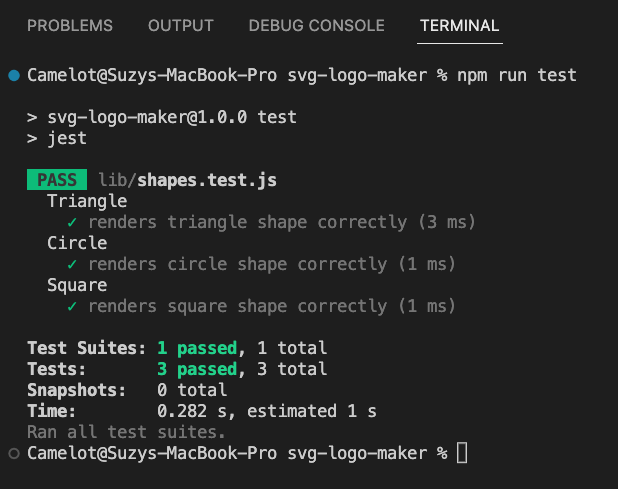 PROBLEMS OUTPUT DEBUG CONSOLE TERMINAL
Camelot@Suzys-MacBook-Pro svg-logo-maker % npm run test
> svg-logo-maker@1.0.0 test
> jest
PASS lib/shapes.test.js
Triangle
✓ renders triangle shape correctly (3 ms)
Circle
✓ renders circle shape correctly (1 ms)
Square
✓ renders square shape correctly (1 ms)
Test Suites: 1 passed, 1 total
Tests: 3 passed, 3 total
Snapshots: 0 total
Time: 0.282 s, estimated 1 s
Ran all test suites.
Camelot@Suzys-MacBook-Pro svg-logo-maker %